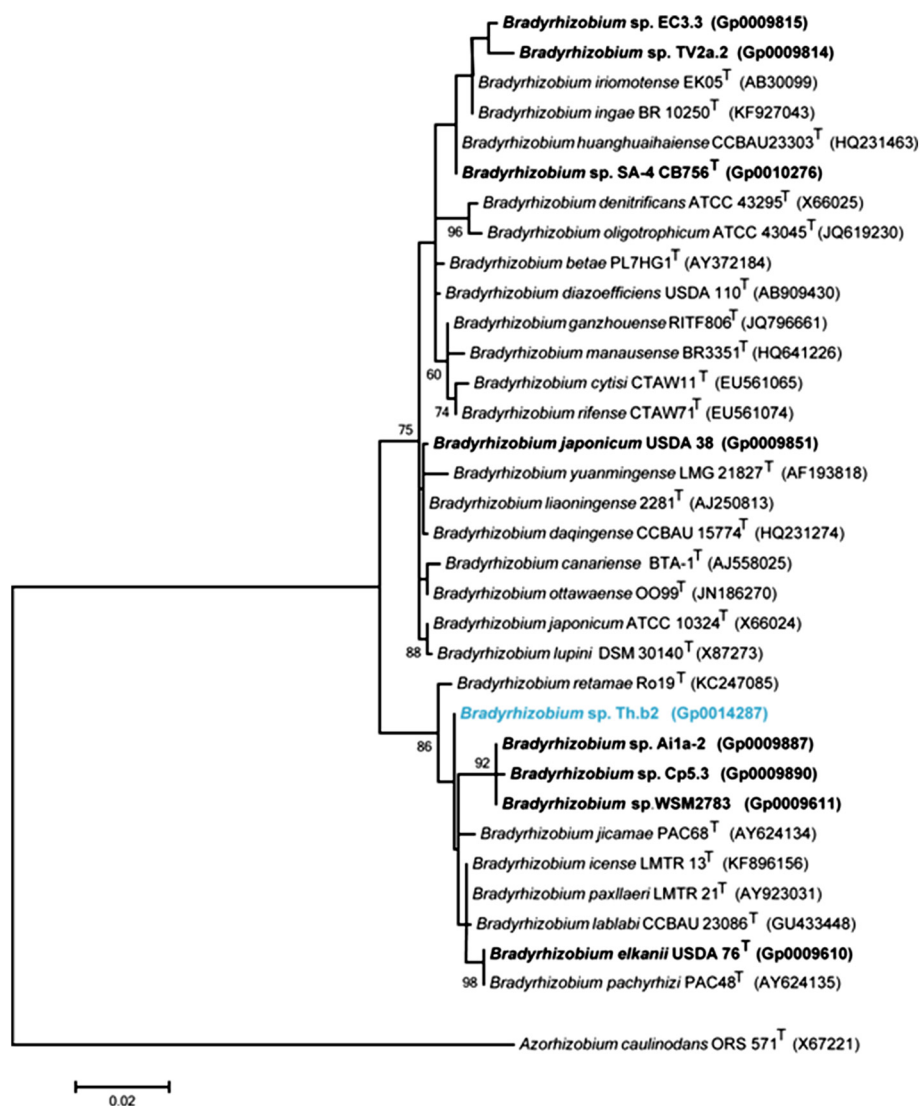 Bradyrhizobium sp. EC3.3 (Gp0009815)
Bradyrhizobium sp. TV2a.2 (Gp0009814)
Bradyrhizobium iriomotense EK05T (AB30099)
Bradyrhizobium ingae BR 10250T (KF927043)
Bradyrhizobium huanghuaihaiense CCBAU23303T (HQ231463)
Bradyrhizobium sp. SA-4 CB756T (Gp0010276)
Bradyrhizobium denitrificans ATCC 43295T (X66025)
96 Bradyrhizobium oligotrophicum ATCC 43045T (JQ619230)
Bradyrhizobium betae PL7HG1T (AY372184)
Bradyrhizobium diazoefficiens USDA 110T (AB909430)
Bradyrhizobium ganzhouense RITF806T (JQ796661)
Bradyrhizobium manausense BR3351T (HQ641226)
60
Bradyrhizobium cytisi CTAW11T (EU561065)
74 Bradyrhizobium rifense CTAW71T (EU561074)
75
Bradyrhizobium japonicum USDA 38 (Gp0009851)
Bradyrhizobium yuanmingense LMG 21827T (AF193818)
Bradyrhizobium liaoningense 2281T (AJ250813)
Bradyrhizobium daqingense CCBAU 15774T (HQ231274)
Bradyrhizobium canariense BTA-1T (AJ558025)
Bradyrhizobium ottawaense OO99T (JN186270)
Bradyrhizobium japonicum ATCC 10324T (X66024)
88 Bradyrhizobium lupini DSM 30140T (X87273)
Bradyrhizobium retamae Ro19T (KC247085)
Bradyrhizobium sp. Th.b2 (Gp0014287)
86 Bradyrhizobium sp. Ai1a-2 (Gp0009887)
92
Bradyrhizobium sp. Cp5.3 (Gp0009890)
Bradyrhizobium sp.WSM2783 (Gp0009611)
Bradyrhizobium jicamae PAC68T (AY624134)
Bradyrhizobium icense LMTR 13T (KF896156)
Bradyrhizobium paxllaeri LMTR 21T (AY923031)
Bradyrhizobium lablabi CCBAU 23086T (GU433448)
Bradyrhizobium elkanii USDA 76T (Gp0009610)
98 Bradyrhizobium pachyrhizi PAC48T (AY624135)
Azorhizobium caulinodans ORS 571T (X67221)
0.02